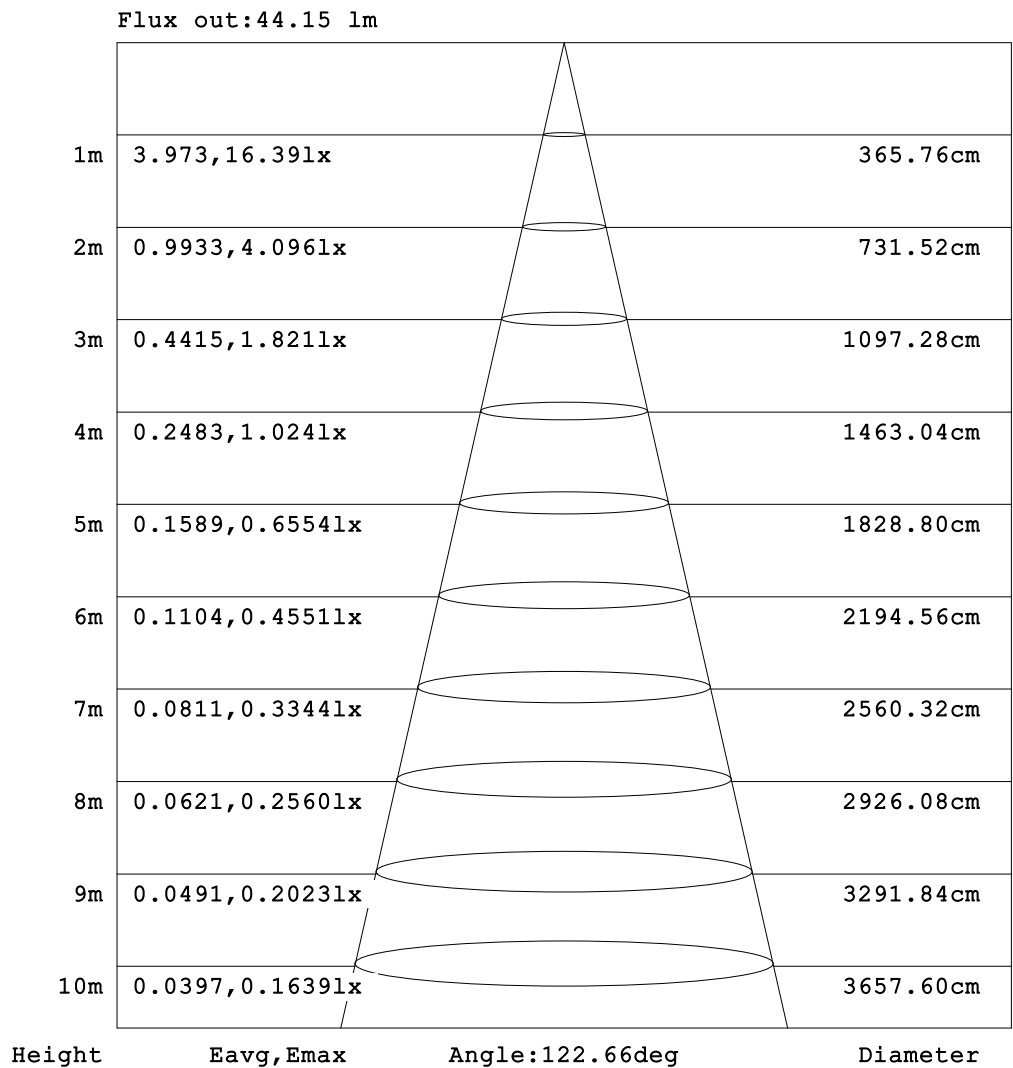 Flux out:44.15 lm
1m 3.973,16.39lx 365.76cm
2m 0.9933,4.096lx 731.52cm
3m 0.4415,1.821lx 1097.28cm
4m 0.2483,1.024lx 1463.04cm
5m 0.1589,0.6554lx 1828.80cm
6m 0.1104,0.4551lx 2194.56cm
7m 0.0811,0.3344lx 2560.32cm
8m 0.0621,0.2560lx 2926.08cm
9m 0.0491,0.2023lx 3291.84cm
10m 0.0397,0.1639lx 3657.60cm
Height Eavg,Emax Angle:122.66deg Diameter